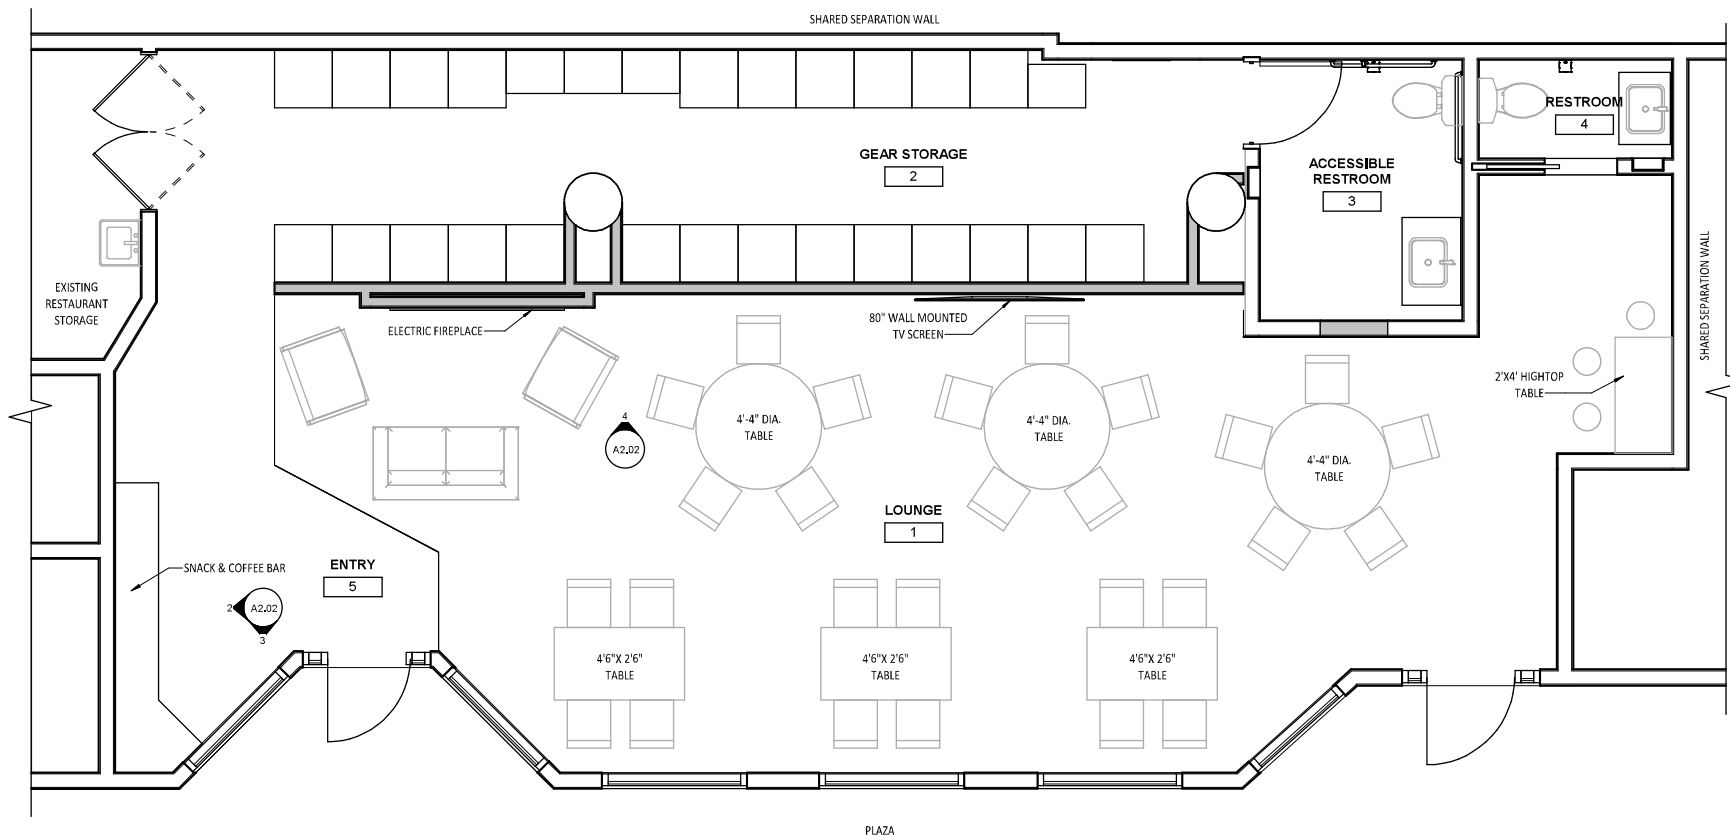 SHARED SEPARATION WALL
GEAR STORAGE
2
RESTROOM
4
ACCESSIBLE
RESTROOM
3
EXISTING
RESTAURANT
STORAGE
ELECTRIC FIREPLACE
80" WALL MOUNTED
TV SCREEN
SHARED SEPARATION WALL
2'X4' HIGHTOP
TABLE
4
A2.02
4'-4" DIA.
TABLE
4'-4" DIA.
TABLE
4'-4" DIA.
TABLE
LOUNGE
1
SNACK & COFFEE BAR
ENTRY
5
2
A2.02
3
4'6"X 2'6"
TABLE
4'6"X 2'6"
TABLE
4'6"X 2'6"
TABLE
PLAZA